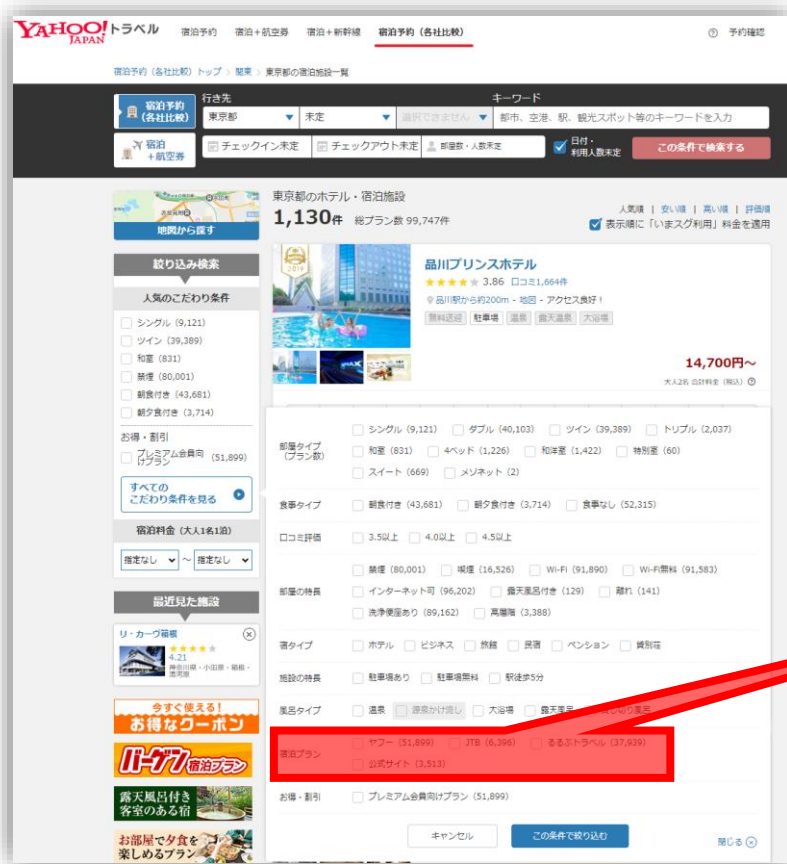 YAHOO! JAPAN トラベル 宿泊予約 宿泊+航空券 宿泊+新幹線 宿泊予約（各社比較） 予約確認
宿泊予約（各社比較）トップ > 関東 > 東京都の宿泊施設一覧
宿泊予約（各社比較）
行き先 キーワード
東京都 未定 選択できません 都市、空港、駅、観光スポット等のキーワードを入力
宿泊+航空券
チェックイン未定 チェックアウト未定 部屋数・人数未定 日付・利用人数未定 この条件で検索する
地図から探す
東京都のホテル・宿泊施設
1,130件 総プラン数 99,747件
人気順 | 安い順 | 高い順 | 評価順
表示順に「いまスグ利用」料金を適用
絞り込み検索
人気のこだわり条件
シングル (9,121)
ツイン (39,389)
和室 (831)
禁煙 (80,001)
朝食付き (43,681)
朝夕食付き (3,714)
お得・割引
プレミアム会員向けプラン (51,899)
すべての
こだわり条件を見る
宿泊料金 (大人1名1泊)
指定なし ～ 指定なし
最近見た施設
リ・カーヴ箱根
4.21
神奈川県・小田原・箱根・湯河原
今すぐ使える!
お得なクーポン
バーゲン宿泊プラン
露天風呂付き
客室のある宿
お部屋で夕食を
楽しめるプラン
2019
品川プリンスホテル
★★★★★ 3.86 口コミ1,664件
品川駅から約200m - 地図 - アクセス良好！
無料送迎 駐車場 温泉 露天温泉 大浴場
14,700円～
大人2名 合計料金（税込）
部屋タイプ
(プラン数)
シングル (9,121) ダブル (40,103) ツイン (39,389) トリプル (2,037)
和室 (831) 4ベッド (1,226) 和洋室 (1,422) 特別室 (60)
スイート (669) メゾネット (2)
食事タイプ 朝食付き (43,681) 朝夕食付き (3,714) 食事なし (52,315)
口コミ評価 3.5以上 4.0以上 4.5以上
部屋の特長
禁煙 (80,001) 喫煙 (16,526) Wi-Fi (91,890) Wi-Fi無料 (91,583)
インターネット可 (96,202) 露天風呂付き (129) 離れ (141)
洗浄便座あり (89,162) 高層階 (3,388)
宿タイプ ホテル ビジネス 旅館 民宿 ペンション 貸別荘
施設の特長 駐車場あり 駐車場無料 駅徒歩5分
風呂タイプ 温泉 源泉かけ流し 大浴場 露天風呂 貸し切り風呂
宿泊プラン
ヤフー (51,899) JTB (6,396) るるぶトラベル (37,939)
公式サイト (3,513)
お得・割引 プレミアム会員向けプラン (51,899)
キャンセル この条件で絞り込む 閉じる